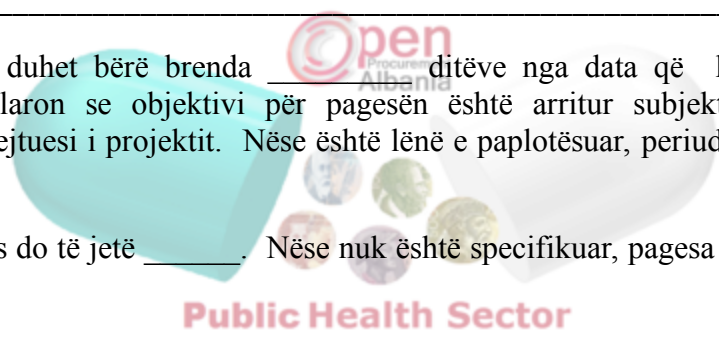 duhet bërë brenda _________ ditëve nga data që
laron se objektivi për pagesën është arritur subjekt
ejtuesi i projektit. Nëse është lënë e paplotësuar, periud
s do të jetë ______. Nëse nuk është specifikuar, pagesa
Open
Procurement
Albania
Public Health Sector